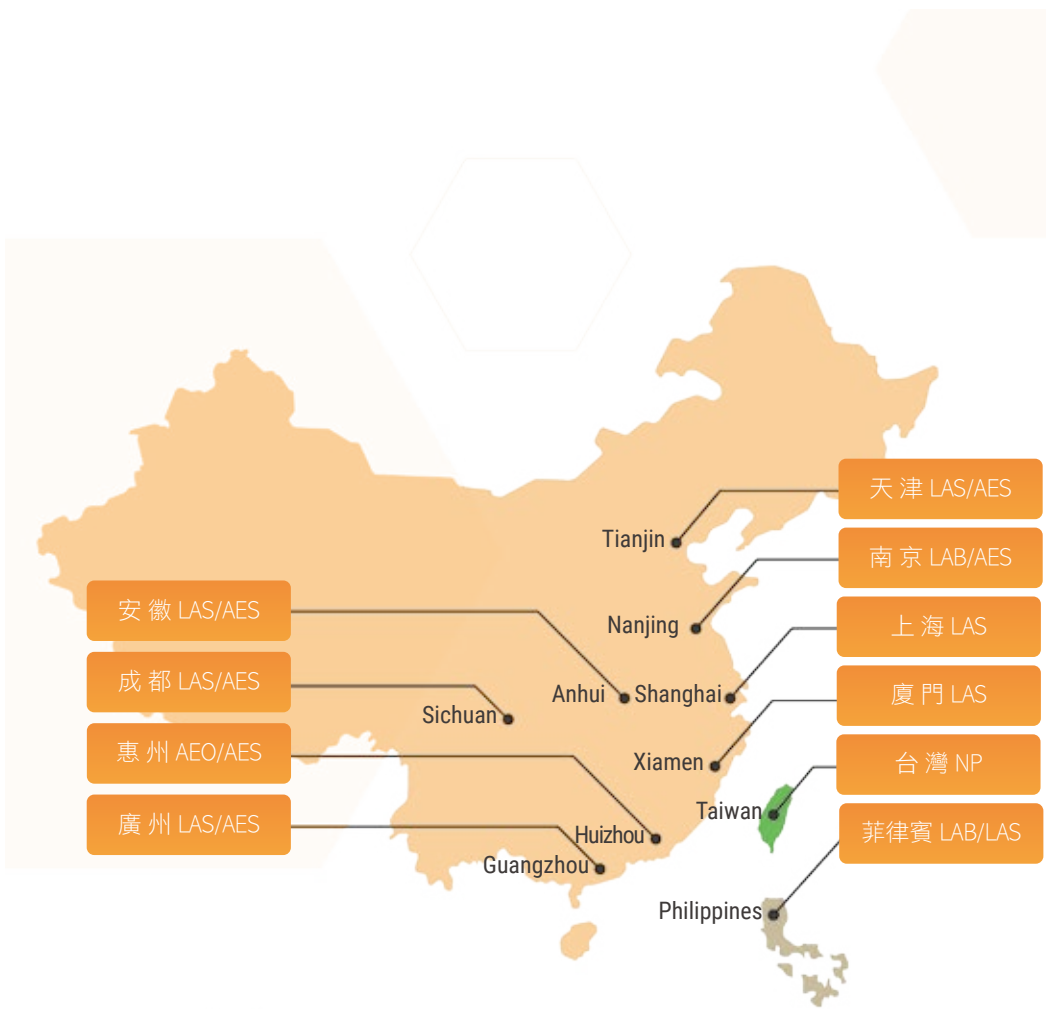 天津 LAS/AES
Tianjin
南京 LAB/AES
Nanjing
安徽 LAS/AES
上海 LAS
成都 LAS/AES
Anhui
Shanghai
廈門 LAS
Sichuan
惠州 AEO/AES
Xiamen
台灣 NP
Taiwan
廣州 LAS/AES
Huizhou
菲律賓 LAB/LAS
Guangzhou
Philippines